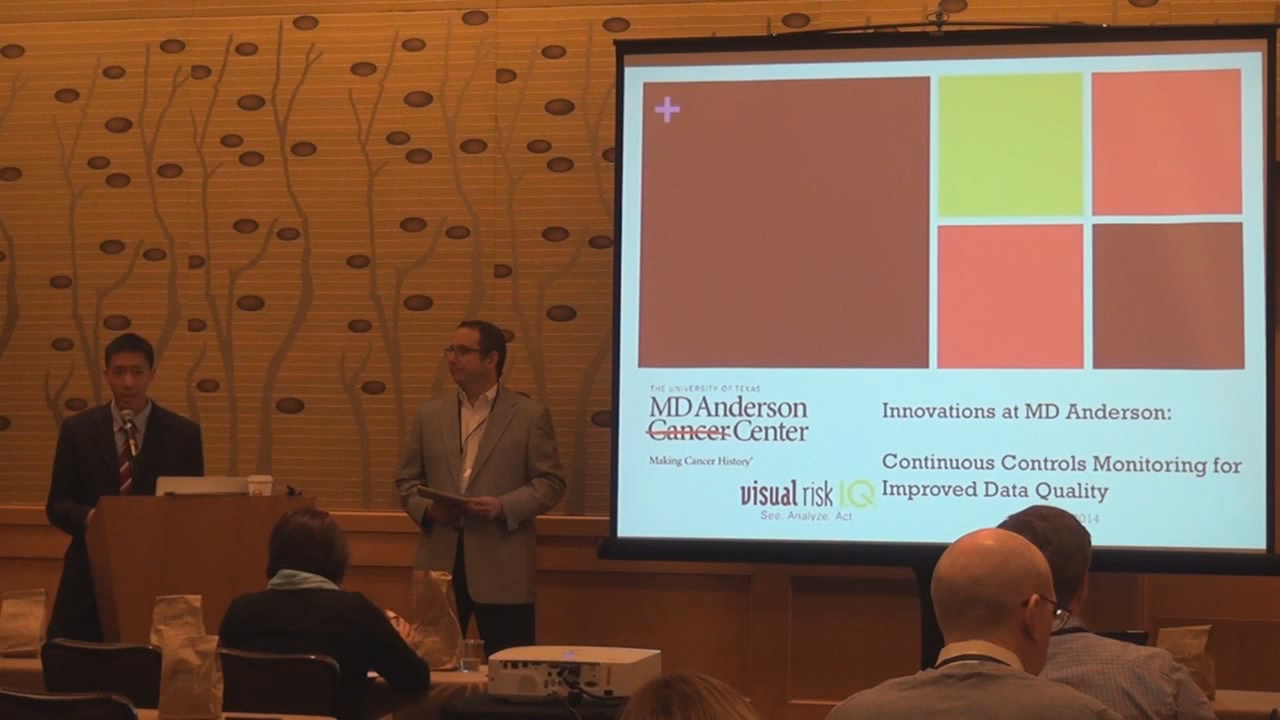 THE UNIVERSITY OF TEXAS
MD Anderson
Cancer Center
Making Cancer History®
visual risk IQ
See. Analyze. Act.
Innovations at MD Anderson:
Continuous Controls Monitoring for
Improved Data Quality
2014